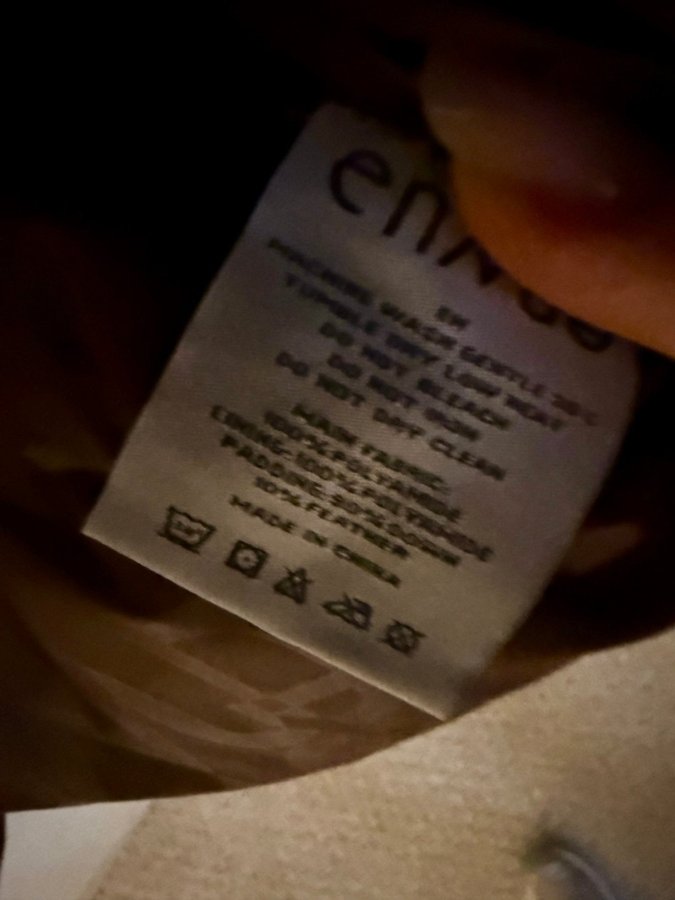 EN
MACHINE WASH GENTLE 30°C
TUMBLE DRY LOW HEAT
DO NOT BLEACH
DO NOT IRON
DO NOT DRY CLEAN
MAIN FABRIC:
100%POLYAMIDE
LINING:100%POLYAMIDE
PADDING:90%DOWN
10%FEATHER
MADE IN CHINA